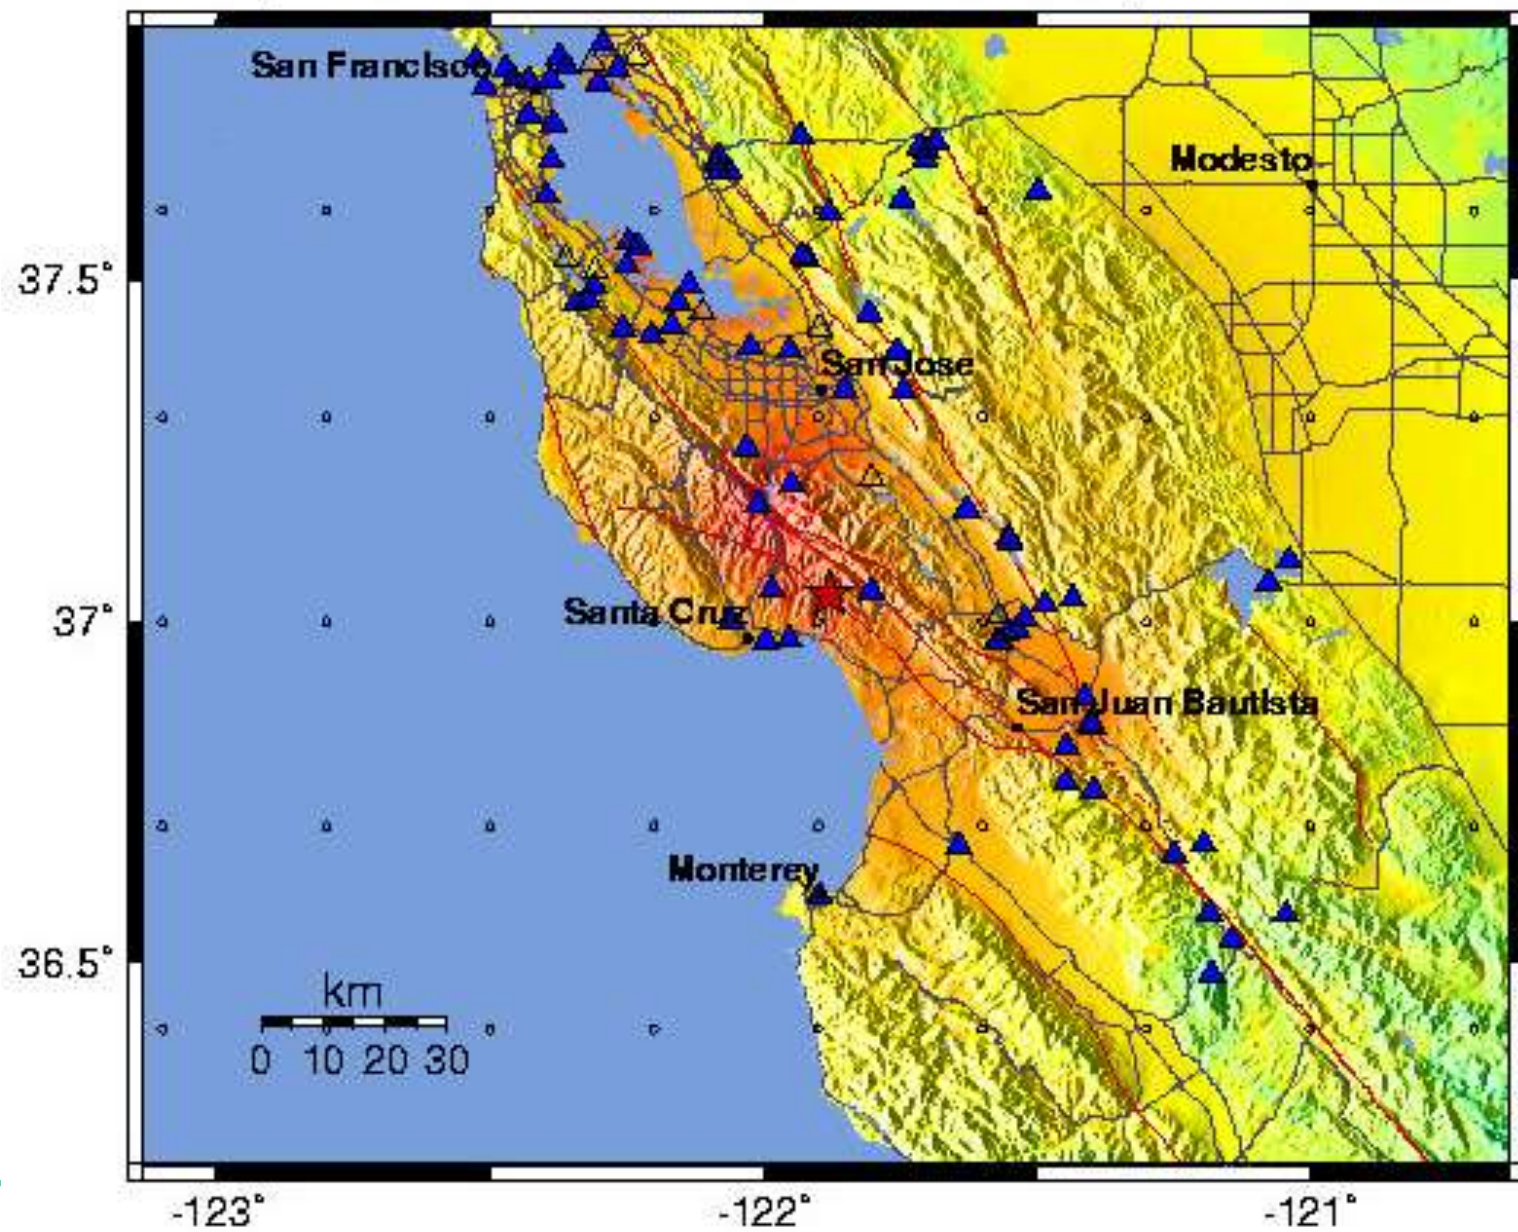 San Francisco
Modesto
37.5°
San Jose
37°
Santa Cruz
San Juan Bautista
Monterey
36.5°
km
0 10 20 30
-123° -122° -121°